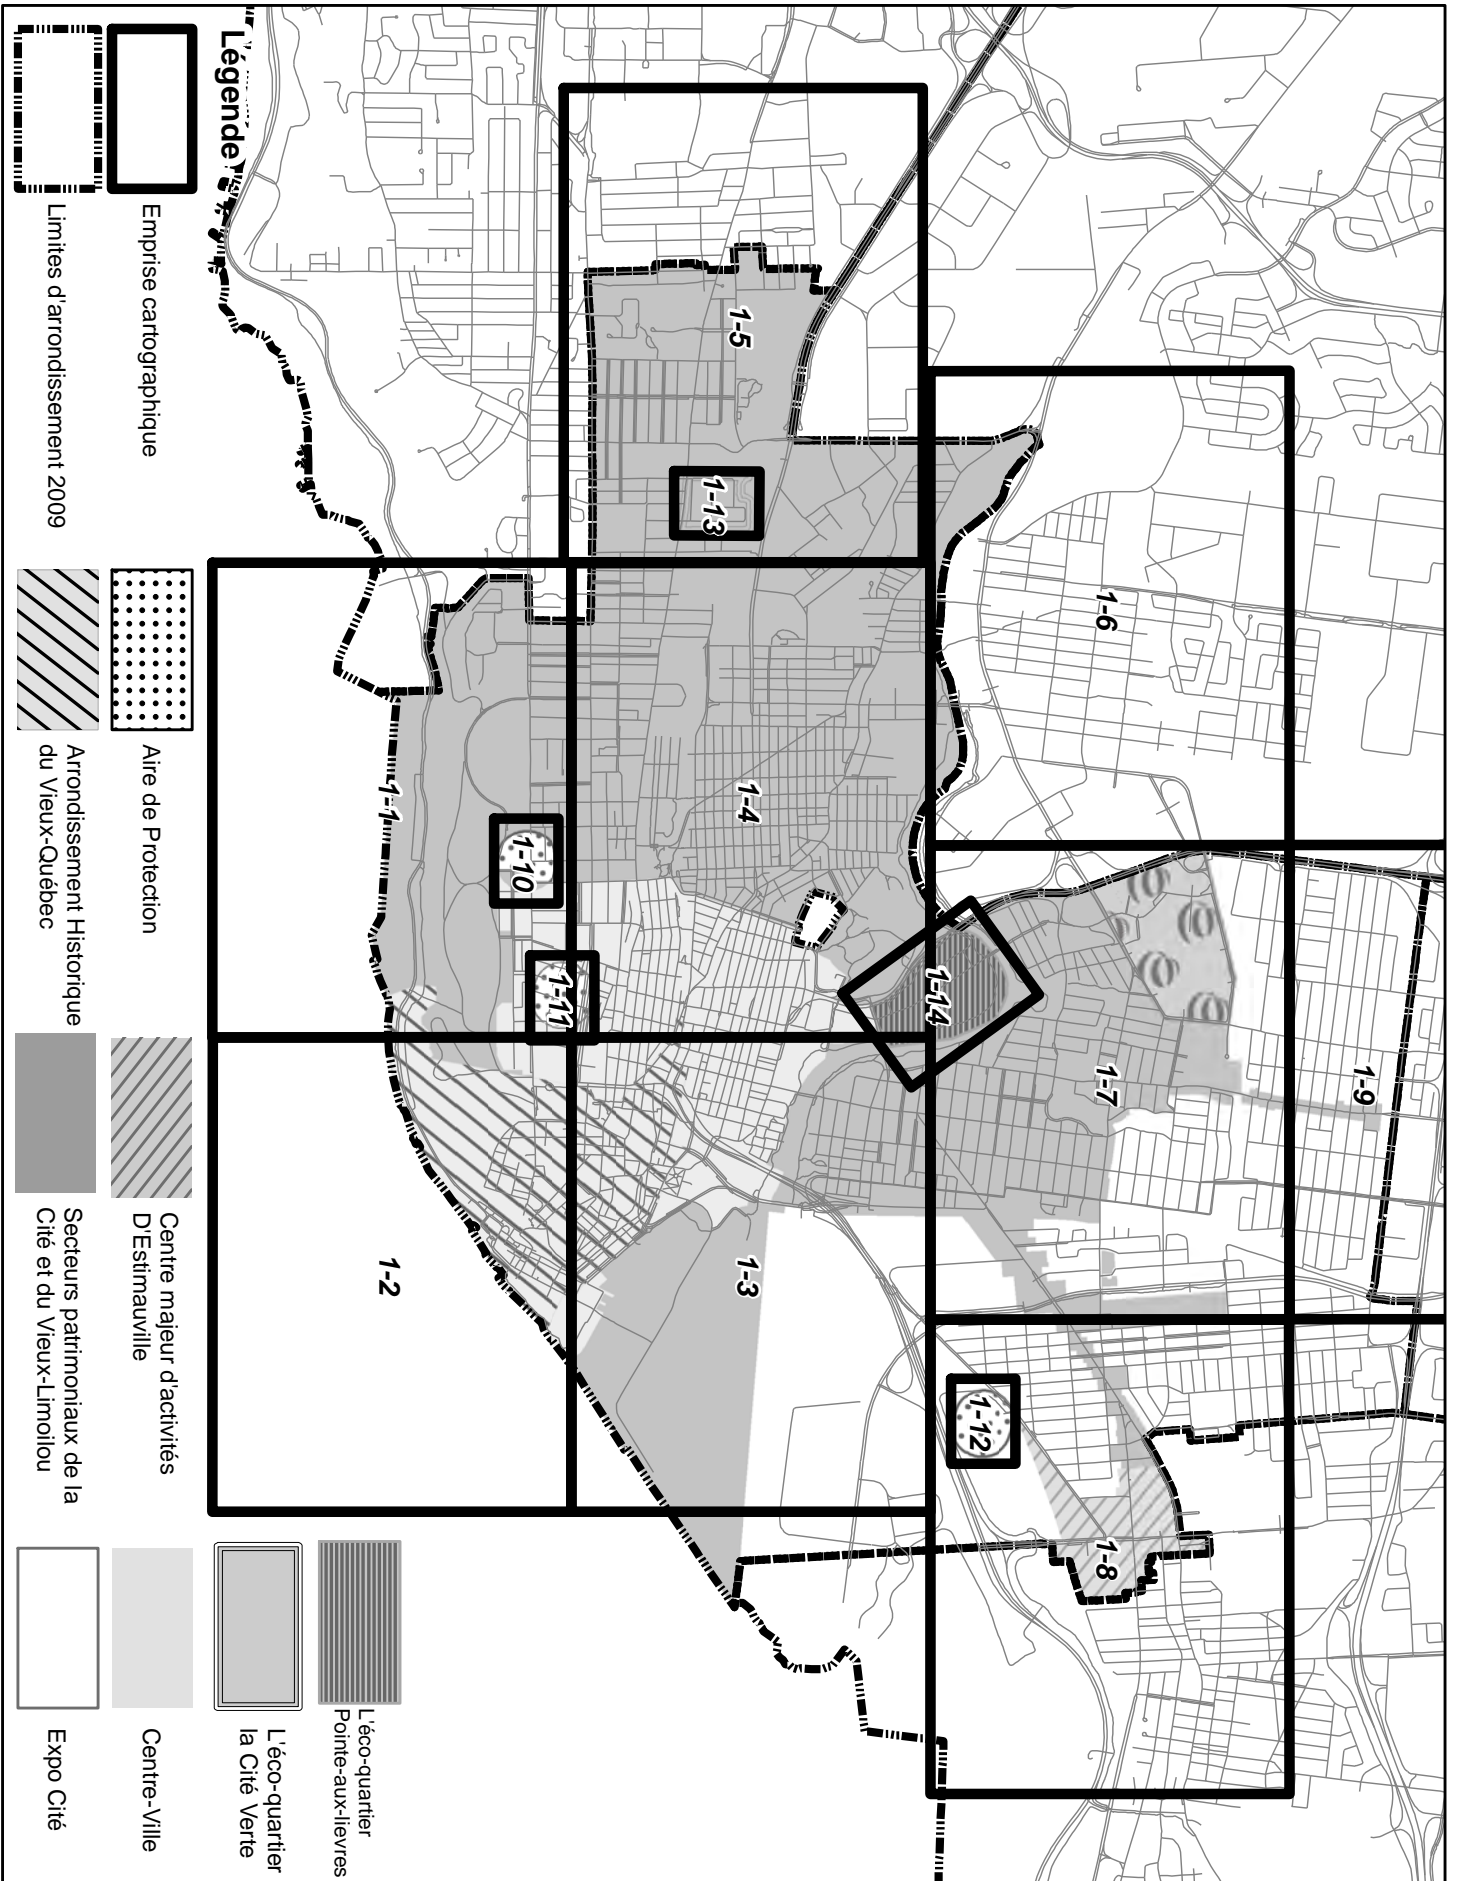 1-5
1-13
1-6
1-1
1-10
1-4
1-11
1-14
1-7
1-9
1-2
1-3
1-12
1-8
Légende
Emprise cartographique
Limites d'arrondissement 2009
Aire de Protection
Arrondissement Historique
du Vieux-Québec
Centre majeur d'activités
D'Estimauville
Secteurs patrimoniaux de la
Cité et du Vieux-Limoilou
L'éco-quartier
Pointe-aux-lievres
L'éco-quartier
la Cité Verte
Centre-Ville
Expo Cité